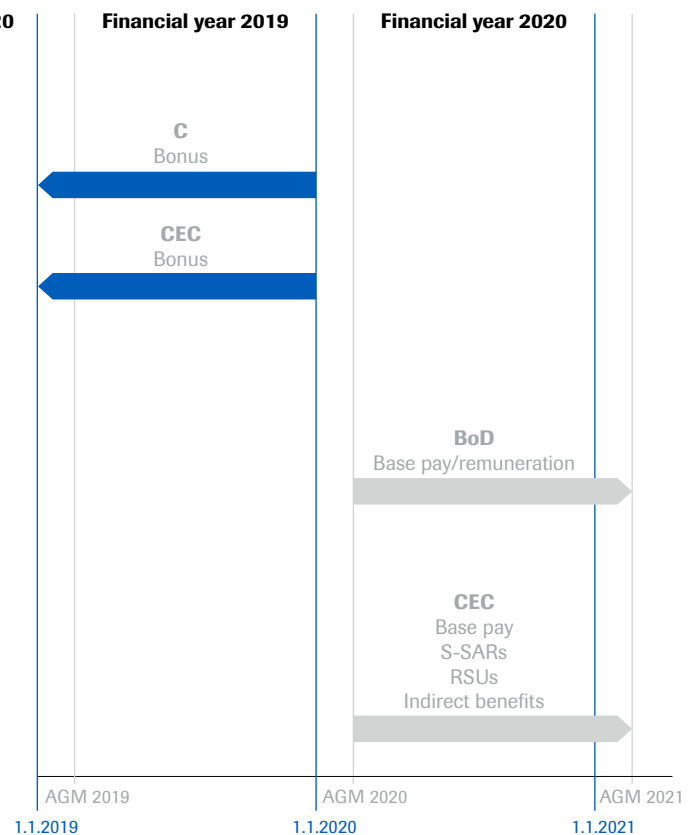 0
Financial year 2019
Financial year 2020
C
Bonus
CEC
Bonus
BoD
Base pay/remuneration
CEC
Base pay
S-SARs
RSUs
Indirect benefits
AGM 2019
AGM 2020
AGM 2021
1.1.2019
1.1.2020
1.1.2021